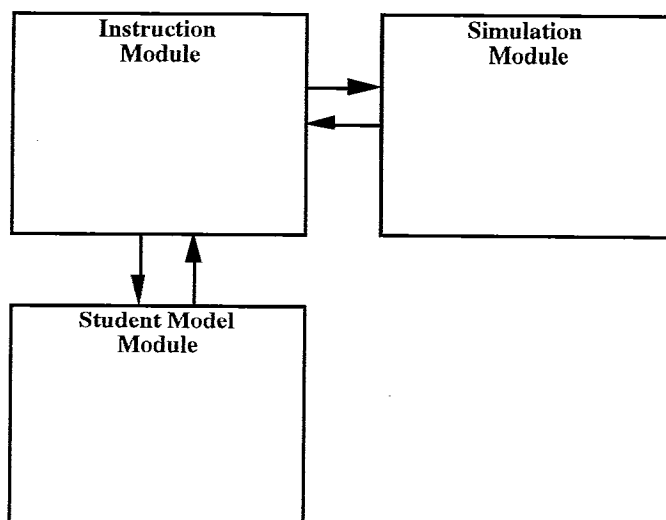 Instruction
Module
Simulation
Module
Student Model
Module